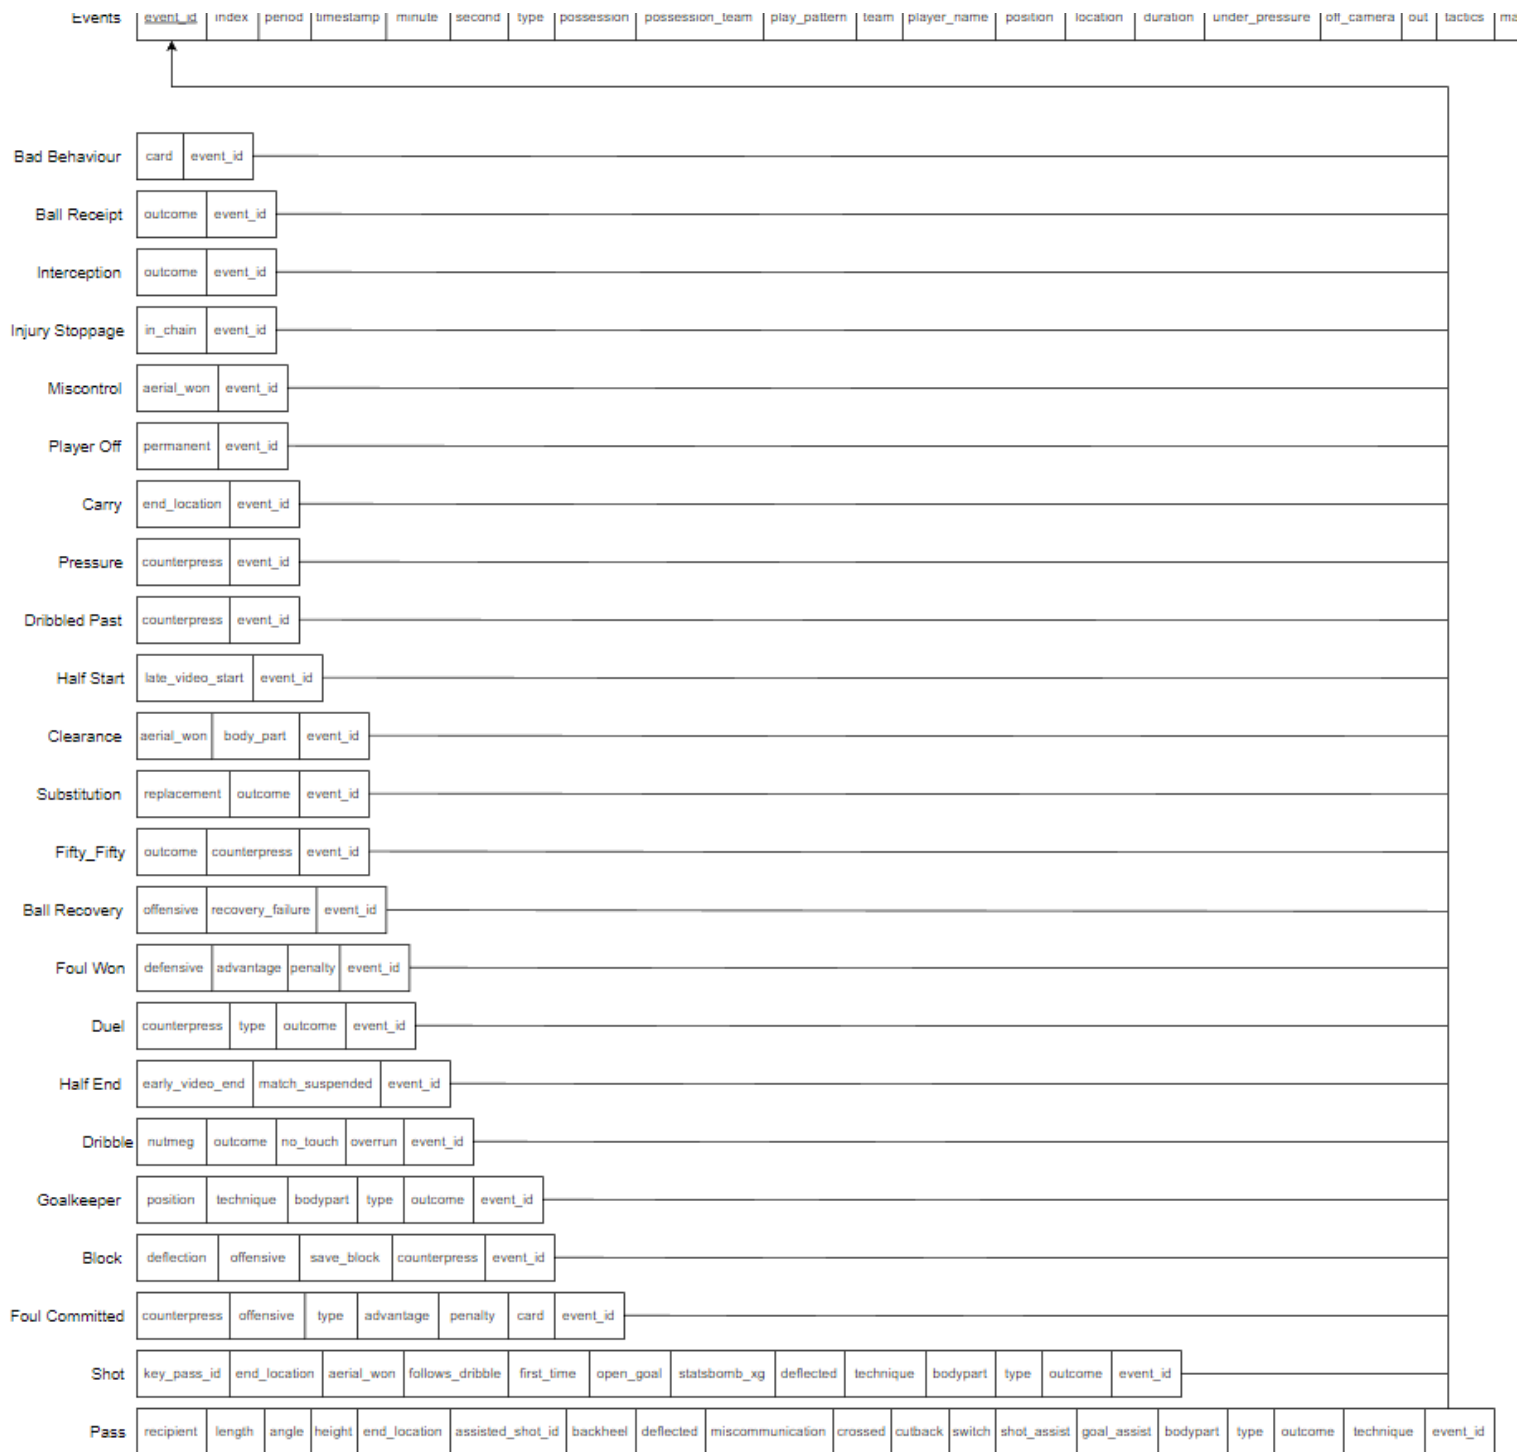 Events event_id index period timestamp minute second type possession possession_team play_pattern team player_name position location duration under_pressure off_camera out tactics
Bad Behaviour card event_id
Ball Receipt outcome event_id
Interception outcome event_id
Injury Stoppage in_chain event_id
Miscontrol aerial_won event_id
Player Off permanent event_id
Carry end_location event_id
Pressure counterpress event_id
Dribbled Past counterpress event_id
Half Start late_video_start event_id
Clearance aerial_won body_part event_id
Substitution replacement outcome event_id
Fifty_Fifty outcome counterpress event_id
Ball Recovery offensive recovery_failure event_id
Foul Won defensive advantage penalty event_id
Duel counterpress type outcome event_id
Half End early_video_end match_suspended event_id
Dribble nutmeg outcome no_touch overrun event_id
Goalkeeper position technique bodypart type outcome event_id
Block deflection offensive save_block counterpress event_id
Foul Committed counterpress offensive type advantage penalty card event_id
Shot key_pass_id end_location aerial_won follows_dribble first_time open_goal statsbomb_xg deflected technique bodypart type outcome event_id
Pass recipient length angle height end_location assisted_shot_id backheel deflected miscommunication crossed cutback switch shot_assist goal_assist bodypart type outcome technique event_id